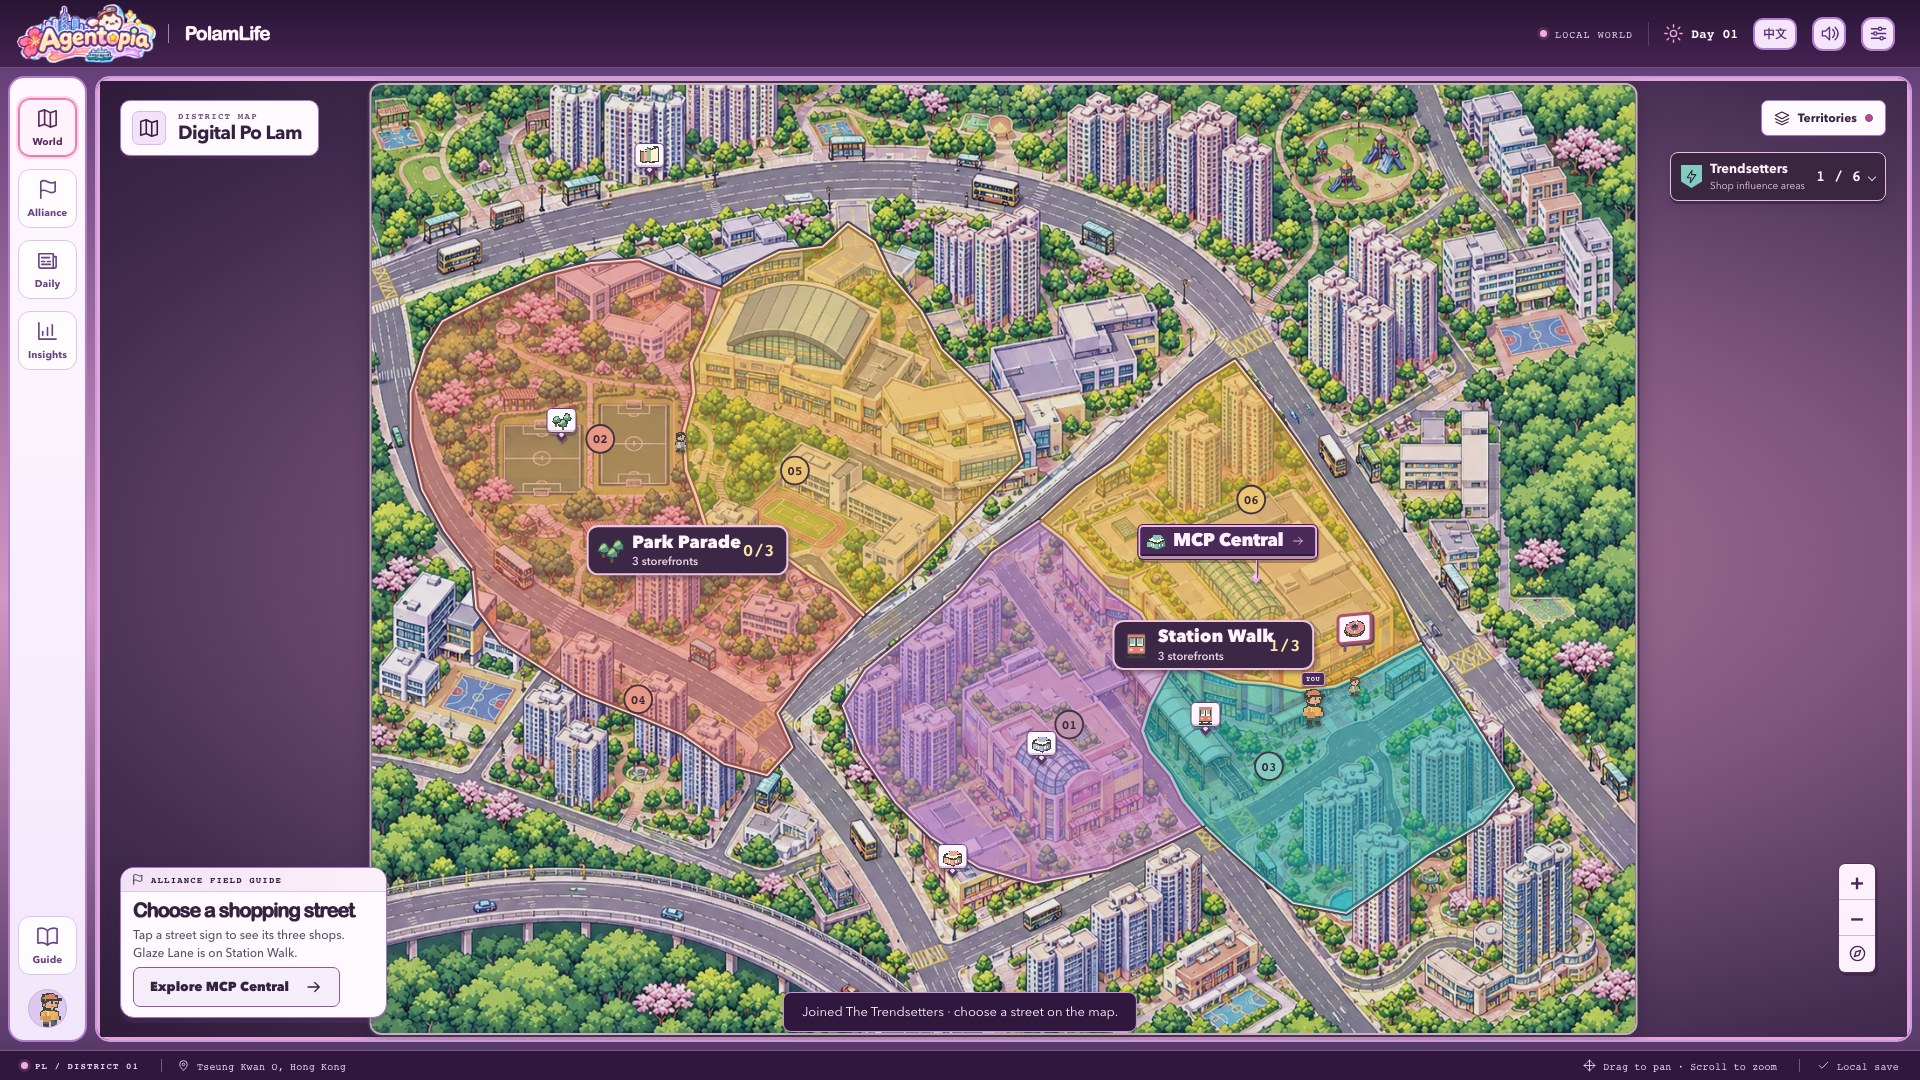 Agentopia
PolamLife
LOCAL WORLD
Day 01
中文
World
Alliance
Daily
Insights
Guide
DISTRICT MAP
Digital Po Lam
Territories
Trendsetters
Shop influence areas
1 / 6
02
05
06
Park Parade
0/3
3 storefronts
MCP Central →
Station Walk
1/3
3 storefronts
YOU
04
01
03
ALLIANCE FIELD GUIDE
Choose a shopping street
Tap a street sign to see its three shops.
Glaze Lane is on Station Walk.
Explore MCP Central →
+
−
Joined The Trendsetters · choose a street on the map.
PL / DISTRICT 01
Tseung Kwan O, Hong Kong
Drag to pan · Scroll to zoom
Local save